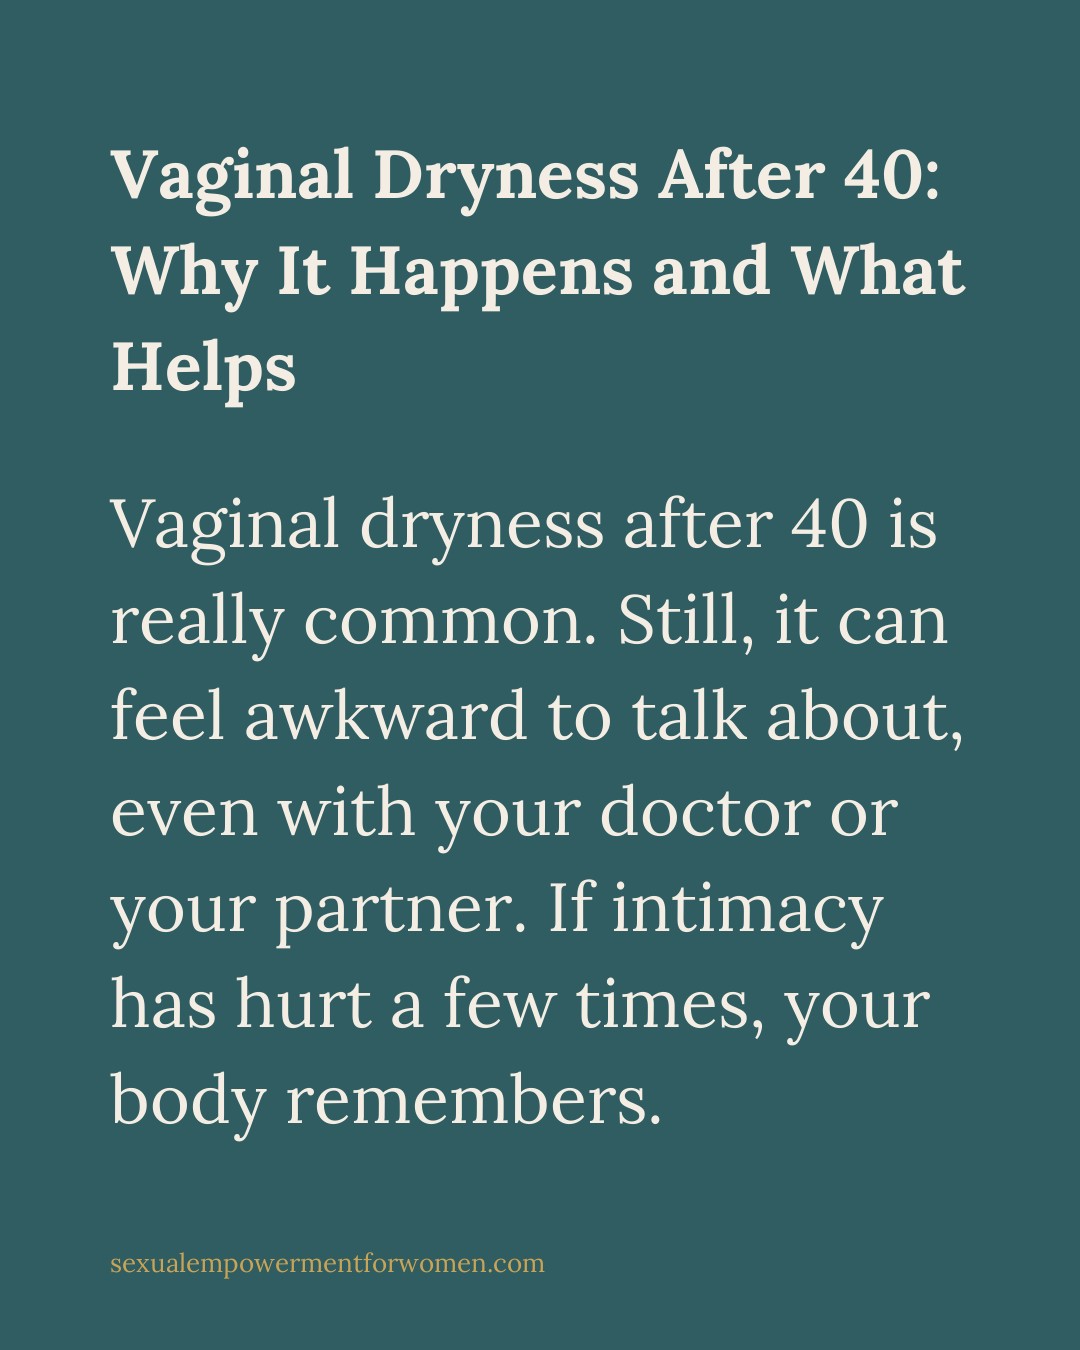 Vaginal Dryness After 40:
Why It Happens and What
Helps
Vaginal dryness after 40 is
really common. Still, it can
feel awkward to talk about,
even with your doctor or
your partner. If intimacy
has hurt a few times, your
body remembers.
sexualempowermentforwomen.com